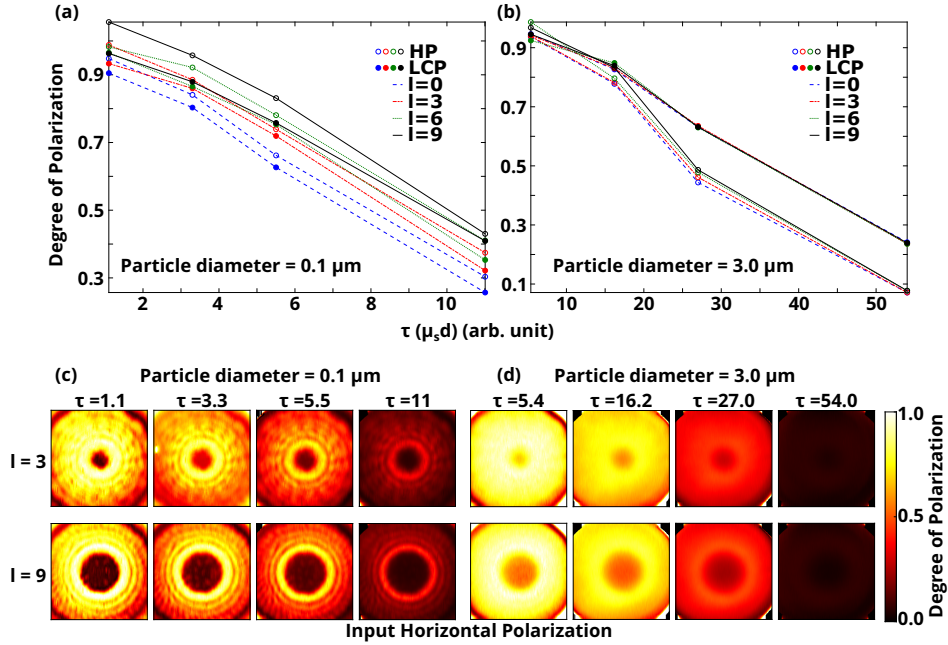 (a)
(b)
0.9
0.7
0.5
0.3
Degree of Polarization
HP
LCP
l=0
l=3
l=6
l=9
Particle diameter = 0.1 μm
2 4 6 8 10
0.9
0.7
0.5
0.3
0.1
HP
LCP
l=0
l=3
l=6
l=9
Particle diameter = 3.0 μm
10 20 30 40 50
τ (μsd) (arb. unit)
(c) Particle diameter = 0.1 μm
τ =1.1 τ =3.3 τ =5.5 τ =11
(d) Particle diameter = 3.0 μm
τ =5.4 τ =16.2 τ =27.0 τ =54.0
l = 3
l = 9
1.0
0.5
0.0
Degree of Polarization
Input Horizontal Polarization